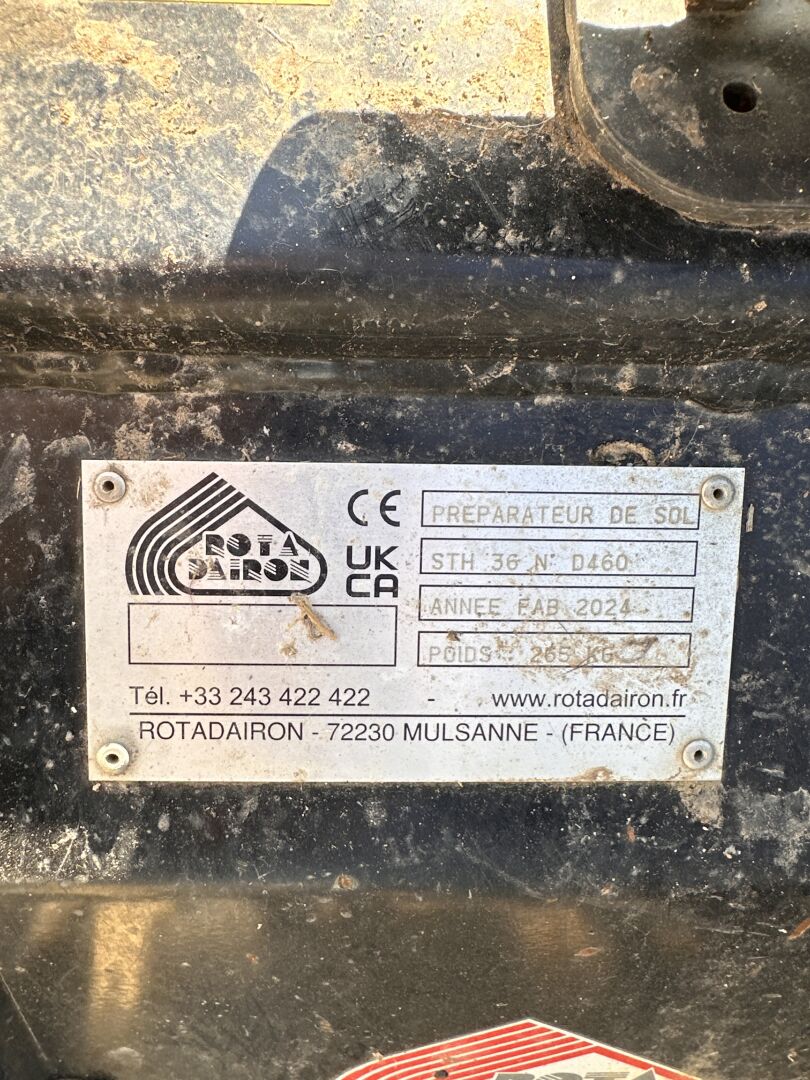 ROTA
DAIRON
CE
UK
CA
PREPARATEUR DE SOL
STH 36 N° D460
ANNEE FAB 2024
POIDS : 265 KG
Tél. +33 243 422 422 - www.rotadairon.fr
ROTADAIRON - 72230 MULSANNE - (FRANCE)
ROTA